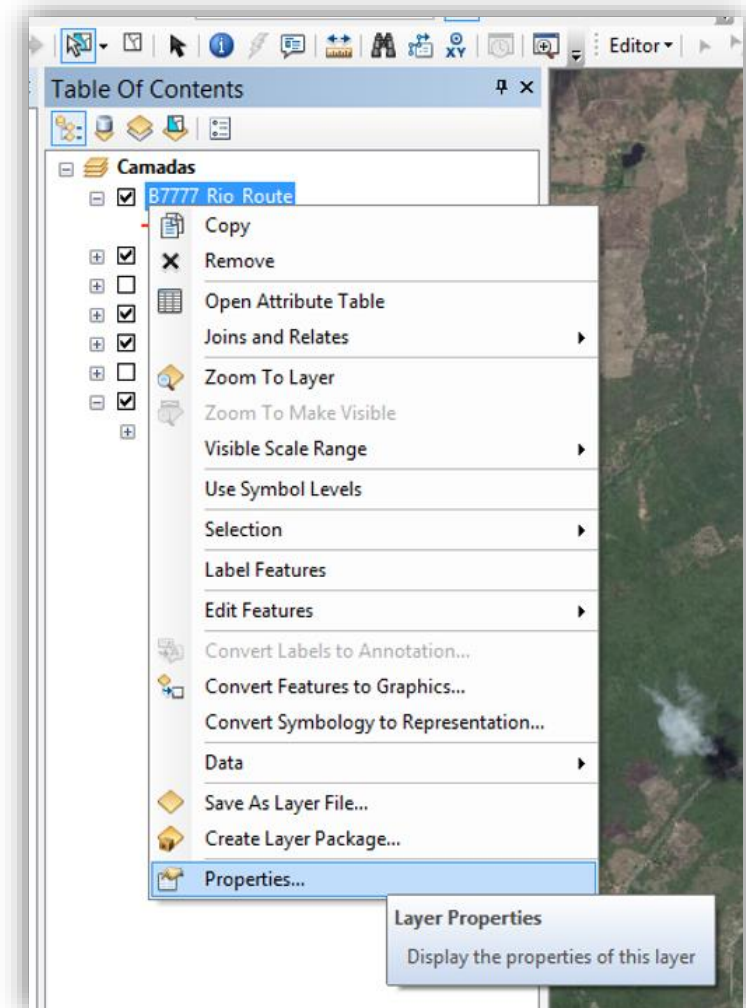 Editor
Table Of Contents
Camadas
B7777_Rio_Route
Copy
Remove
Open Attribute Table
Joins and Relates
Zoom To Layer
Zoom To Make Visible
Visible Scale Range
Use Symbol Levels
Selection
Label Features
Edit Features
Convert Labels to Annotation...
Convert Features to Graphics...
Convert Symbology to Representation...
Data
Save As Layer File...
Create Layer Package...
Properties...
Layer Properties
Display the properties of this layer